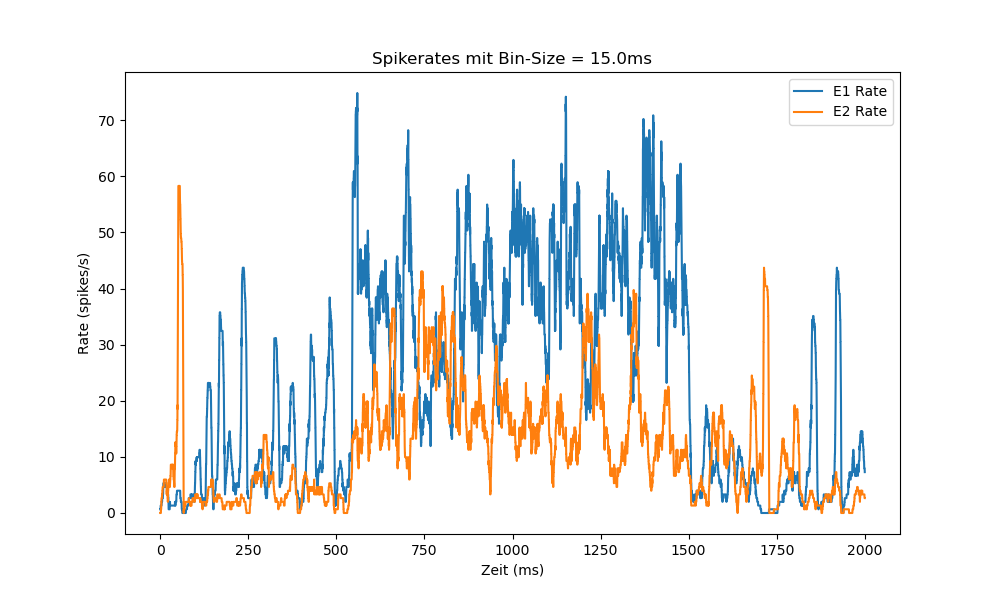 Spikerates mit Bin-Size = 15.0ms
E1 Rate
E2 Rate
Rate (spikes/s)
70
60
50
40
30
20
10
0
0 250 500 750 1000 1250 1500 1750 2000
Zeit (ms)